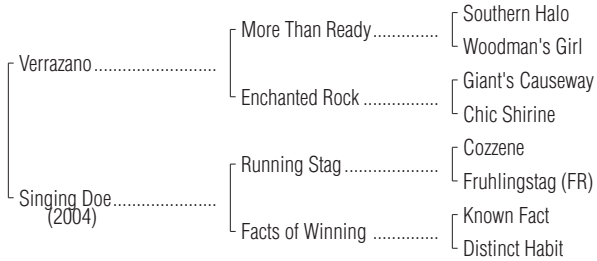 Southern Halo
More Than Ready..............
Woodman's Girl
Verrazano.........................
Giant's Causeway
Enchanted Rock ................
Chic Shirine
Cozzene
Running Stag....................
Fruhlingstag (FR)
Singing Doe......................
(2004)
Known Fact
Facts of Winning ..............
Distinct Habit